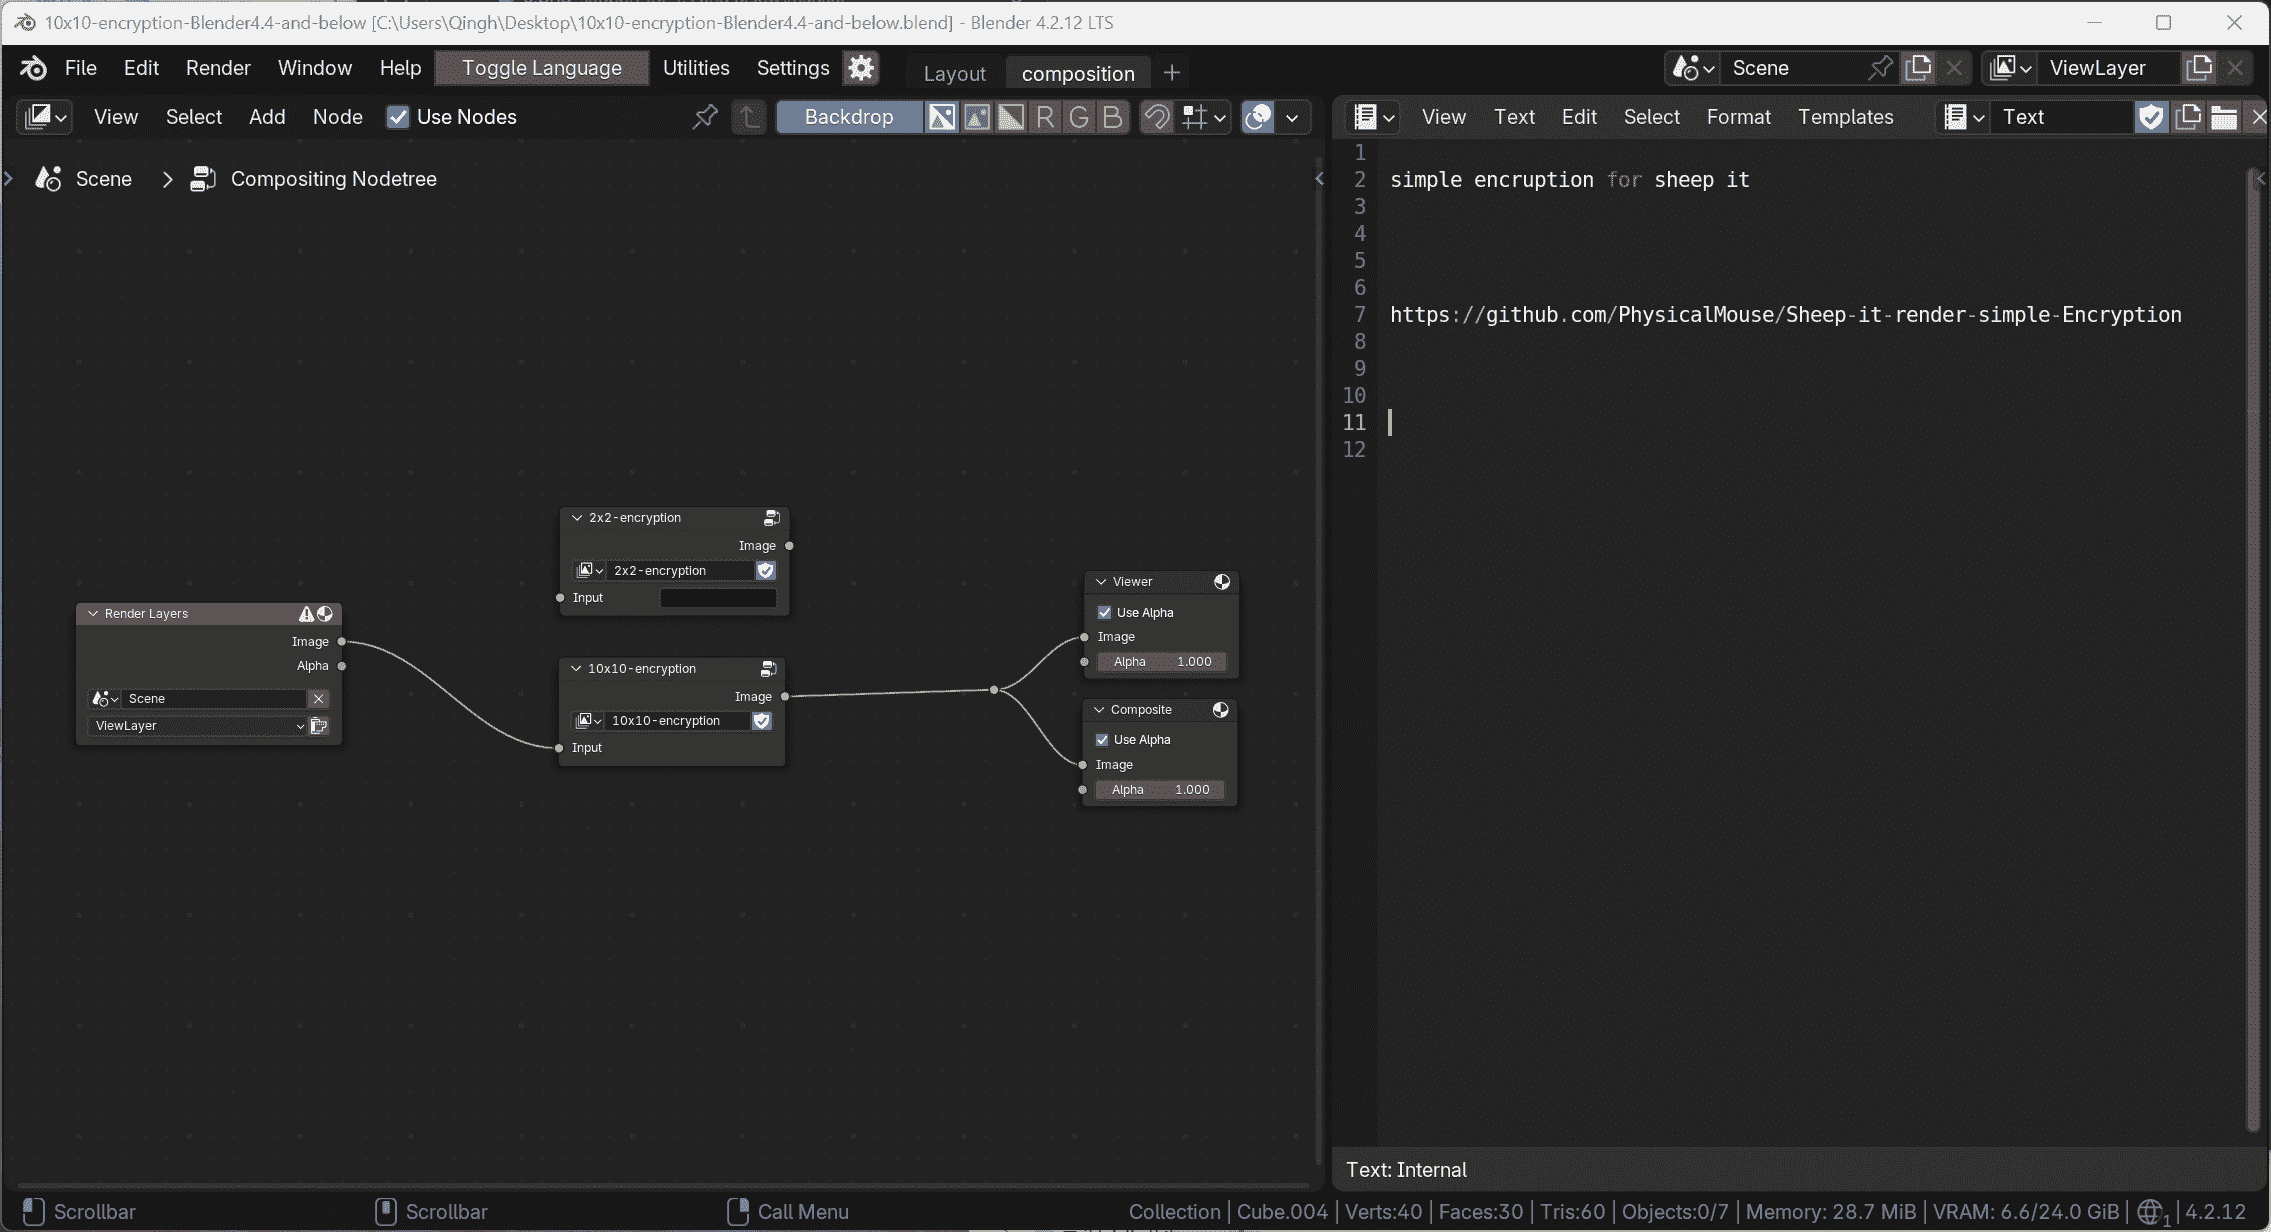 10x10-encryption-Blender4.4-and-below [C:\Users\Qingh\Desktop\10x10-encryption-Blender4.4-and-below.blend] - Blender 4.2.12 LTS
File Edit Render Window Help Toggle Language Utilities Settings Layout composition + Scene ViewLayer
View Select Add Node Use Nodes Backdrop R G B
View Text Edit Select Format Templates Text
Scene > Compositing Nodetree
1
2 simple encruption for sheep it
3
4
5
6
7 https://github.com/PhysicalMouse/Sheep-it-render-simple-Encryption
8
9
10
11
12
Render Layers
Image
Alpha
Scene
ViewLayer
2x2-encryption
Image
2x2-encryption
Input
10x10-encryption
Image
10x10-encryption
Input
Viewer
Use Alpha
Image
Alpha 1.000
Composite
Use Alpha
Image
Alpha 1.000
Text: Internal
Scrollbar Scrollbar Call Menu Collection | Cube.004 | Verts:40 | Faces:30 | Tris:60 | Objects:0/7 | Memory: 28.7 MiB | VRAM: 6.6/24.0 GiB | 1 | 4.2.12